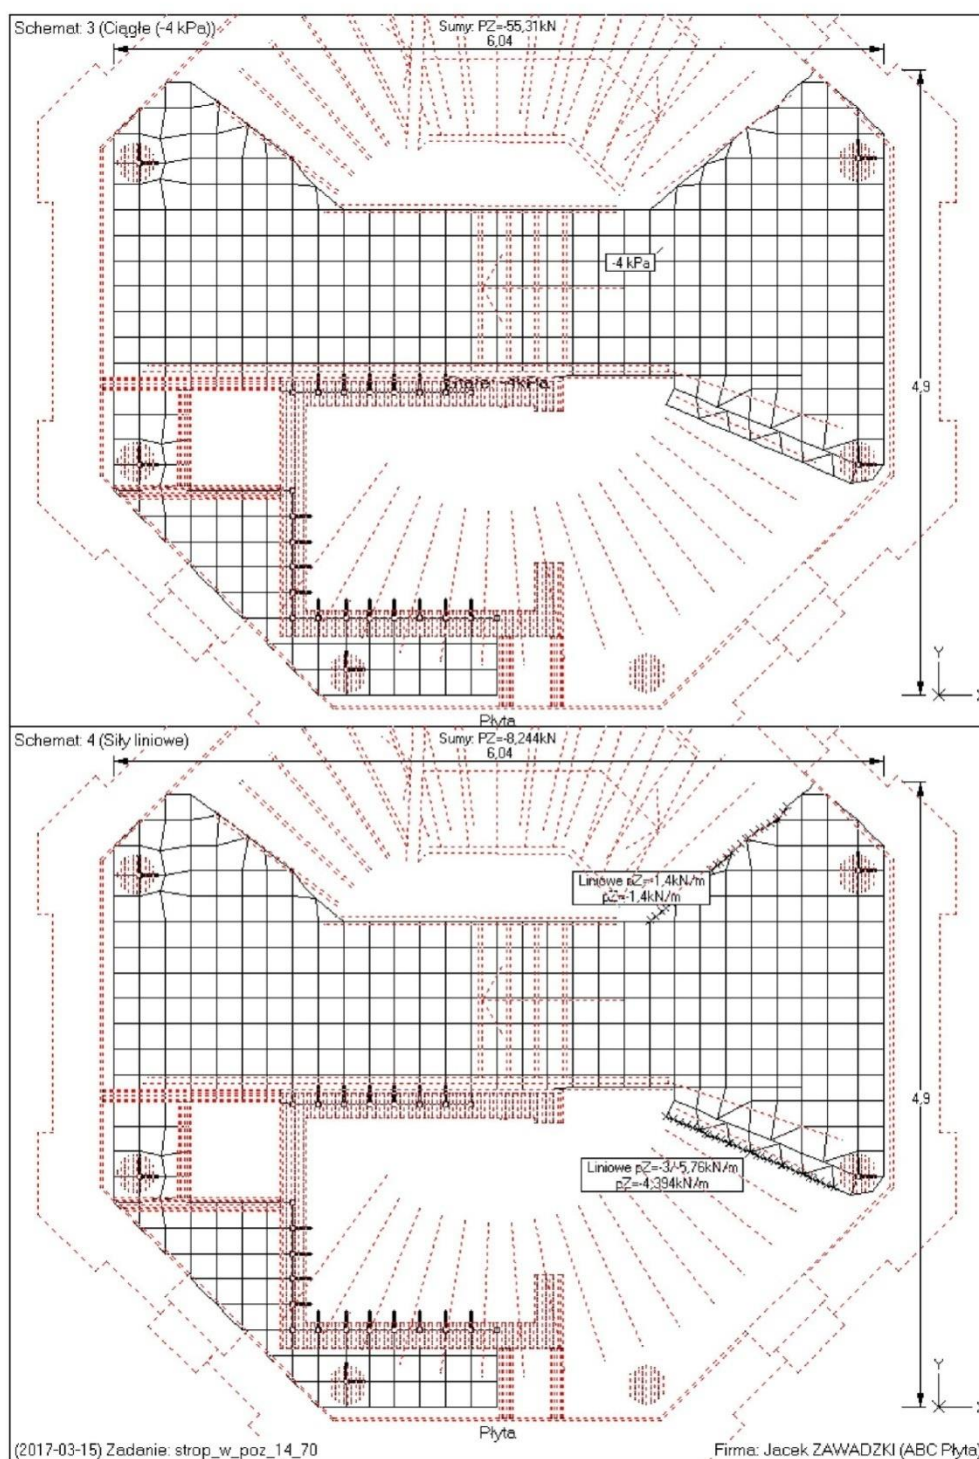 Schemat: 3 (Ciągłe (-4 kPa))
Sumy: PZ=-55,31kN
6,04
-4 kPa
Ciągłe: -4kPa
4,9
Y
X
Płyta
Schemat: 4 (Siły liniowe)
Sumy: PZ=-8,244kN
6,04
Liniowe pZ=-1,4kN/m
pZ=-1,4kN/m
4,9
Liniowe pZ=-3/-5,76kN/m
pZ=-4,394kN/m
Y
X
Płyta
(2017-03-15) Zadanie: strop_w_poz_14_70
Firma: Jacek ZAWADZKI (ABC Płyta)